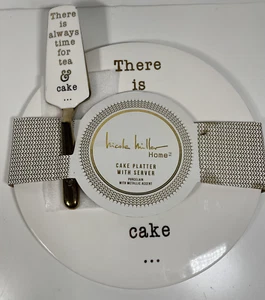 There
is
always
time
for
tea
&
cake
...
There
is
nicole miller
Home²
CAKE PLATTER
WITH SERVER
PORCELAIN
WITH METALLIC ACCENT
cake
...